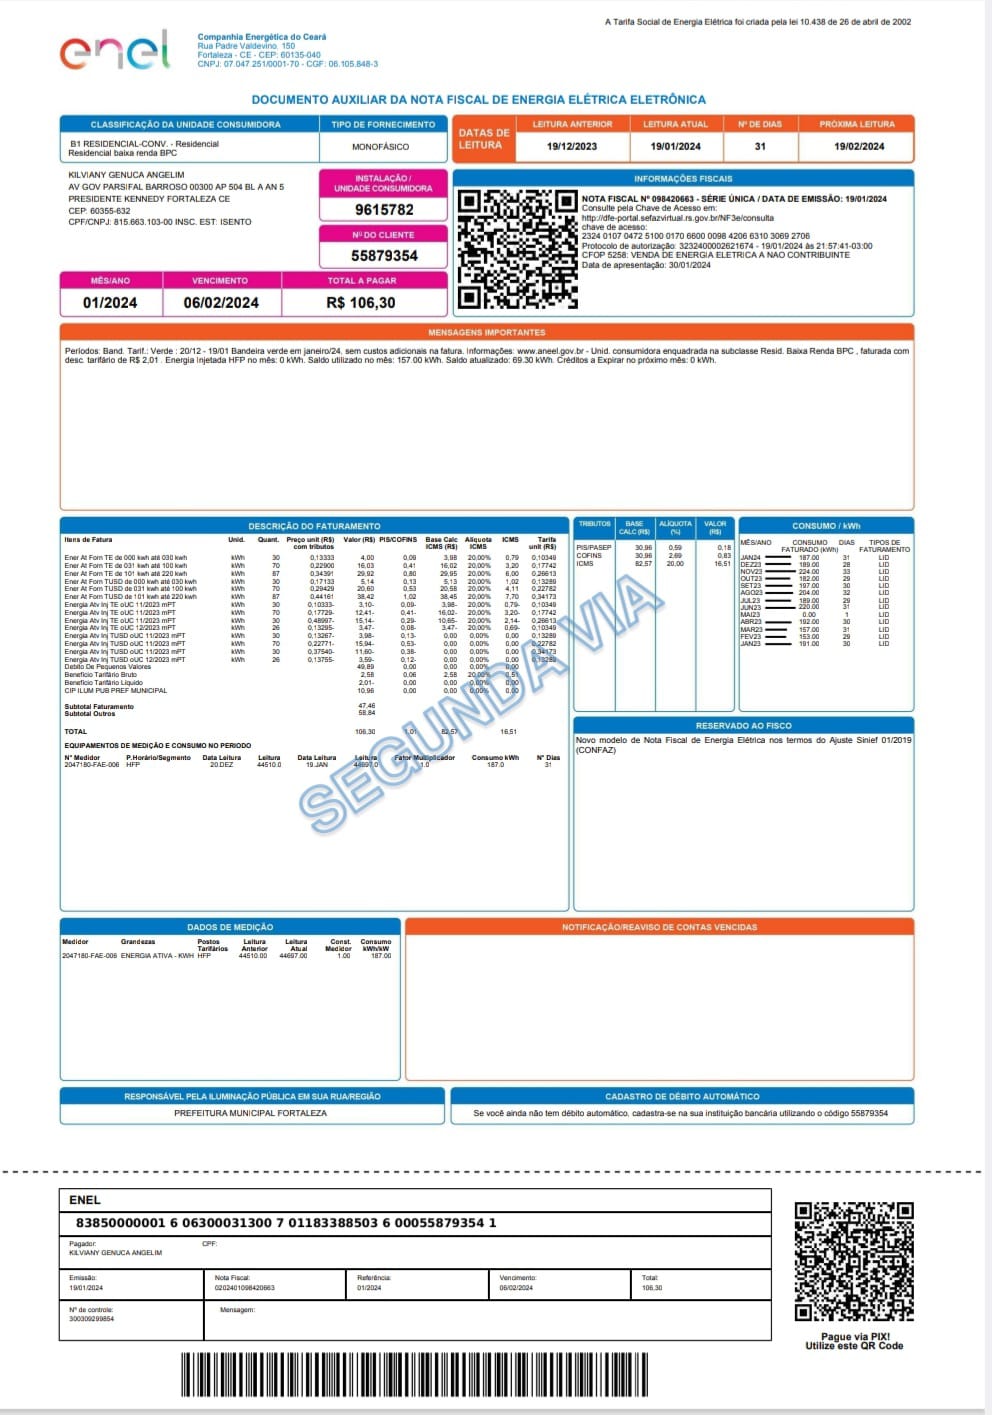 A Tarifa Social de Energia Elétrica foi criada pela lei 10.438 de 26 de abril de 2002
enel
Companhia Energética do Ceará
Rua Padre Valdevino, 150
Fortaleza - CE - CEP: 60135-040
CNPJ: 07.047.251/0001-70 - CGF: 06.105.848-3
DOCUMENTO AUXILIAR DA NOTA FISCAL DE ENERGIA ELÉTRICA ELETRÔNICA
CLASSIFICAÇÃO DA UNIDADE CONSUMIDORA
B1 RESIDENCIAL-CONV. - Residencial
Residencial baixa renda BPC
TIPO DE FORNECIMENTO
MONOFÁSICO
DATAS DE LEITURA
LEITURA ANTERIOR LEITURA ATUAL Nº DE DIAS PRÓXIMA LEITURA
19/12/2023 19/01/2024 31 19/02/2024
KILVIANY GENUCA ANGELIM
AV GOV PARSIFAL BARROSO 00300 AP 504 BL A AN 5
PRESIDENTE KENNEDY FORTALEZA CE
CEP: 60355-632
CPF/CNPJ: 815.663.103-00 INSC. EST: ISENTO
INSTALAÇÃO /
UNIDADE CONSUMIDORA
9615782
Nº DO CLIENTE
55879354
MÊS/ANO VENCIMENTO TOTAL A PAGAR
01/2024 06/02/2024 R$ 106,30
INFORMAÇÕES FISCAIS
NOTA FISCAL Nº 098420663 - SÉRIE ÚNICA / DATA DE EMISSÃO: 19/01/2024
Consulte pela Chave de Acesso em:
http://dfe-portal.sefazvirtual.rs.gov.br/NF3e/consulta
chave de acesso:
2324 0107 0472 5100 0170 6600 0098 4206 6310 3069 2706
Protocolo de autorização: 3232400002621674 - 19/01/2024 às 21:57:41-03:00
CFOP 5258: VENDA DE ENERGIA ELETRICA A NAO CONTRIBUINTE
Data de apresentação: 30/01/2024
MENSAGENS IMPORTANTES
Períodos: Band. Tarif.: Verde : 20/12 - 19/01 Bandeira verde em janeiro/24, sem custos adicionais na fatura. Informações: www.aneel.gov.br - Unid. consumidora enquadrada na subclasse Resid. Baixa Renda BPC , faturada com
desc. tarifário de R$ 2,01 . Energia Injetada HFP no mês: 0 kWh. Saldo utilizado no mês: 157.00 kWh. Saldo atualizado: 69.30 kWh. Créditos a Expirar no próximo mês: 0 kWh.
DESCRIÇÃO DO FATURAMENTO
Itens de Fatura Unid. Quant. Preço unit (R$) com tributos Valor (R$) PIS/COFINS Base Calc ICMS (R$) Alíquota ICMS ICMS Tarifa unit (R$)
Ener At Forn TE de 000 kwh até 030 kwh kWh 30 0,13333 4,00 0,09 3,98 20,00% 0,79 0,10349
Ener At Forn TE de 031 kwh até 100 kwh kWh 70 0,22900 16,03 0,41 16,02 20,00% 3,20 0,17742
Ener At Forn TE de 101 kwh até 220 kwh kWh 87 0,34391 29,92 0,80 29,95 20,00% 6,00 0,26613
Ener At Forn TUSD de 000 kwh até 030 kwh kWh 30 0,17133 5,14 0,13 5,13 20,00% 1,02 0,13289
Ener At Forn TUSD de 031 kwh até 100 kwh kWh 70 0,29429 20,60 0,53 20,58 20,00% 4,11 0,22782
Ener At Forn TUSD de 101 kwh até 220 kwh kWh 87 0,44161 38,42 1,02 38,45 20,00% 7,70 0,34173
Energia Atv Inj TE oUC 11/2023 mPT kWh 30 0,10333- 3,10- 0,09- 3,98- 20,00% 0,79- 0,10349
Energia Atv Inj TE oUC 11/2023 mPT kWh 70 0,17729- 12,41- 0,41- 16,02- 20,00% 3,20- 0,17742
Energia Atv Inj TE oUC 11/2023 mPT kWh 30 0,48997- 15,14- 0,29- 10,65- 20,00% 2,14- 0,26613
Energia Atv Inj TE oUC 12/2023 mPT kWh 26 0,13295- 3,47- 0,08- 3,47- 20,00% 0,69- 0,10349
Energia Atv Inj TUSD oUC 11/2023 mPT kWh 30 0,13267- 3,98- 0,13- 0,00 0,00% 0,00 0,13289
Energia Atv Inj TUSD oUC 11/2023 mPT kWh 70 0,22771- 15,94- 0,53- 0,00 0,00% 0,00 0,22782
Energia Atv Inj TUSD oUC 11/2023 mPT kWh 30 0,37540- 11,60- 0,38- 0,00 0,00% 0,00 0,34173
Energia Atv Inj TUSD oUC 12/2023 mPT kWh 26 0,13755- 3,59- 0,12- 0,00 0,00% 0,00 0,13289
Débito De Pequenos Valores 49,89 0,00 0,00 0,00% 0,00
Benefício Tarifário Bruto 2,58 0,06 2,58 20,00% 0,51
Benefício Tarifário Líquido 2,01- 0,00 0,00 0,00% 0,00
CIP ILUM PUB PREF MUNICIPAL 10,96 0,00 0,00 0,00% 0,00
Subtotal Faturamento 47,46
Subtotal Outros 58,84
TOTAL 106,30 1,01 82,57 16,51
EQUIPAMENTOS DE MEDIÇÃO E CONSUMO NO PERIODO
N° Medidor P.Horário/Segmento Data Leitura Leitura Data Leitura Leitura Fator Multiplicador Consumo kWh N° Dias
2047180-FAE-006 HFP 20.DEZ 44510.0 19.JAN 44697.0 1.0 187.0 31
TRIBUTOS BASE CALC (R$) ALÍQUOTA (%) VALOR (R$)
PIS/PASEP 30,96 0,59 0,18
COFINS 30,96 2,69 0,83
ICMS 82,57 20,00 16,51
CONSUMO / kWh
MÊS/ANO CONSUMO FATURADO (kWh) DIAS TIPOS DE FATURAMENTO
JAN24 187.00 31 LID
DEZ23 189.00 28 LID
NOV23 224.00 33 LID
OUT23 182.00 29 LID
SET23 197.00 30 LID
AGO23 204.00 32 LID
JUL23 189.00 29 LID
JUN23 220.00 31 LID
MAI23 0.00 1 LID
ABR23 192.00 30 LID
MAR23 157.00 31 LID
FEV23 153.00 29 LID
JAN23 191.00 30 LID
SEGUNDA VIA
RESERVADO AO FISCO
Novo modelo de Nota Fiscal de Energia Elétrica nos termos do Ajuste Sinief 01/2019
(CONFAZ)
DADOS DE MEDIÇÃO
Medidor Grandezas Postos Tarifários Leitura Anterior Leitura Atual Const. Medidor Consumo kWh/kW
2047180-FAE-006 ENERGIA ATIVA - KWH HFP 44510.00 44697.00 1.00 187.00
NOTIFICAÇÃO/REAVISO DE CONTAS VENCIDAS
RESPONSÁVEL PELA ILUMINAÇÃO PÚBLICA EM SUA RUA/REGIÃO
PREFEITURA MUNICIPAL FORTALEZA
CADASTRO DE DÉBITO AUTOMÁTICO
Se você ainda não tem débito automático, cadastra-se na sua instituição bancária utilizando o código 55879354
ENEL
83850000001 6 06300031300 7 01183388503 6 00055879354 1
Pagador: CPF:
KILVIANY GENUCA ANGELIM
Emissão: Nota Fiscal: Referência: Vencimento: Total:
19/01/2024 0202401098420663 01/2024 06/02/2024 106,30
N° de controle: Mensagem:
300309299854
Pague via PIX!
Utilize este QR Code